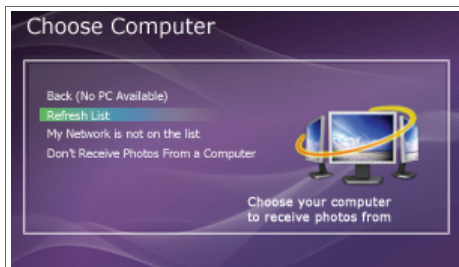 Choose Computer
Back (No PC Available)
Refresh List
My Network is not on the list
Don't Receive Photos From a Computer
Choose your computer
to receive photos from